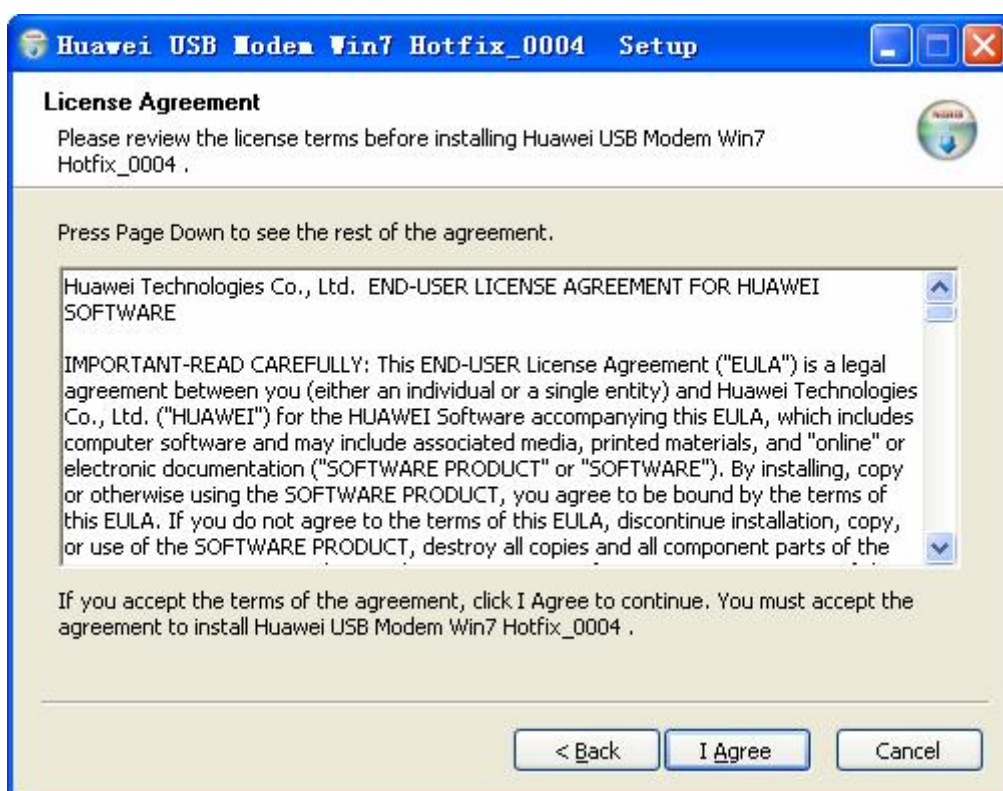 Huawei USB Modem Win7 Hotfix_0004 Setup
License Agreement
Please review the license terms before installing Huawei USB Modem Win7
Hotfix_0004 .
Press Page Down to see the rest of the agreement.
Huawei Technologies Co., Ltd. END-USER LICENSE AGREEMENT FOR HUAWEI
SOFTWARE
IMPORTANT-READ CAREFULLY: This END-USER License Agreement ("EULA") is a legal
agreement between you (either an individual or a single entity) and Huawei Technologies
Co., Ltd. ("HUAWEI") for the HUAWEI Software accompanying this EULA, which includes
computer software and may include associated media, printed materials, and "online" or
electronic documentation ("SOFTWARE PRODUCT" or "SOFTWARE"). By installing, copy
or otherwise using the SOFTWARE PRODUCT, you agree to be bound by the terms of
this EULA. If you do not agree to the terms of this EULA, discontinue installation, copy,
or use of the SOFTWARE PRODUCT, destroy all copies and all component parts of the
If you accept the terms of the agreement, click I Agree to continue. You must accept the
agreement to install Huawei USB Modem Win7 Hotfix_0004 .
< Back
I Agree
Cancel